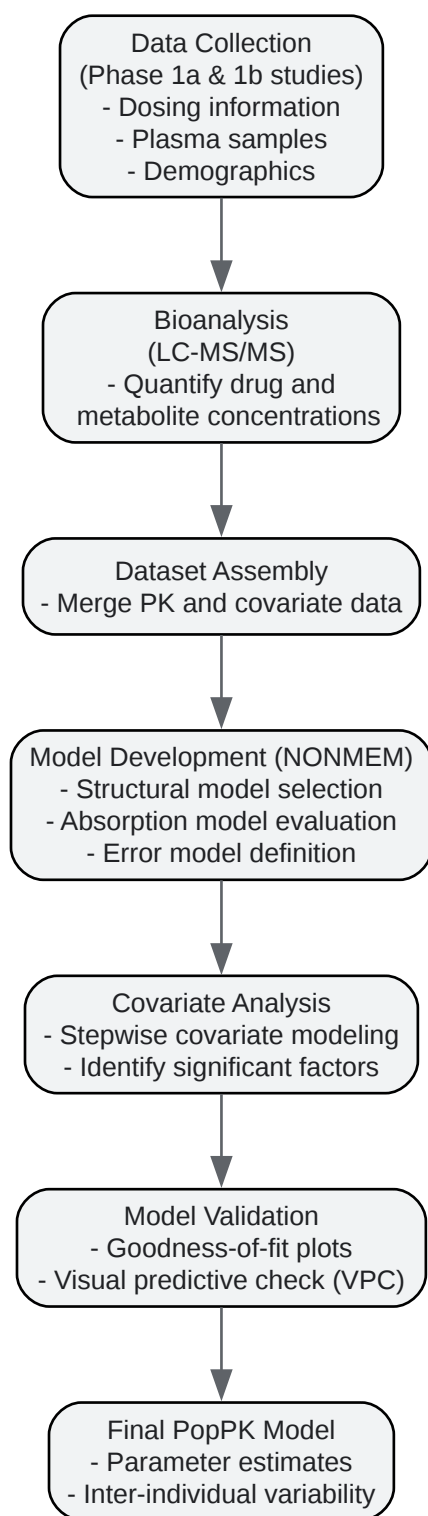 Data Collection
(Phase 1a & 1b studies)
- Dosing information
- Plasma samples
- Demographics
Bioanalysis
(LC-MS/MS)
- Quantify drug and
metabolite concentrations
Dataset Assembly
- Merge PK and covariate data
Model Development (NONMEM)
- Structural model selection
- Absorption model evaluation
- Error model definition
Covariate Analysis
- Stepwise covariate modeling
- Identify significant factors
Model Validation
- Goodness-of-fit plots
- Visual predictive check (VPC)
Final PopPK Model
- Parameter estimates
- Inter-individual variability